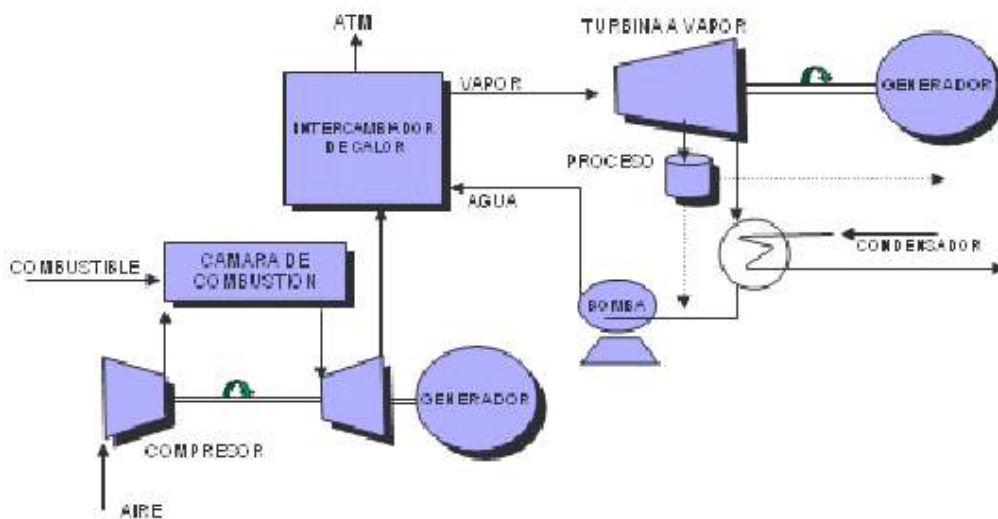 ATM
TURBINA A VAPOR
VAPOR
GENERADOR
INTERCAMBIADOR
DE CALOR
PROCESO
AGUA
CONDENSADOR
COMBUSTIBLE
CAMARA DE
COMBUSTION
BOMBA
GENERADOR
COMPRESOR
AIRE